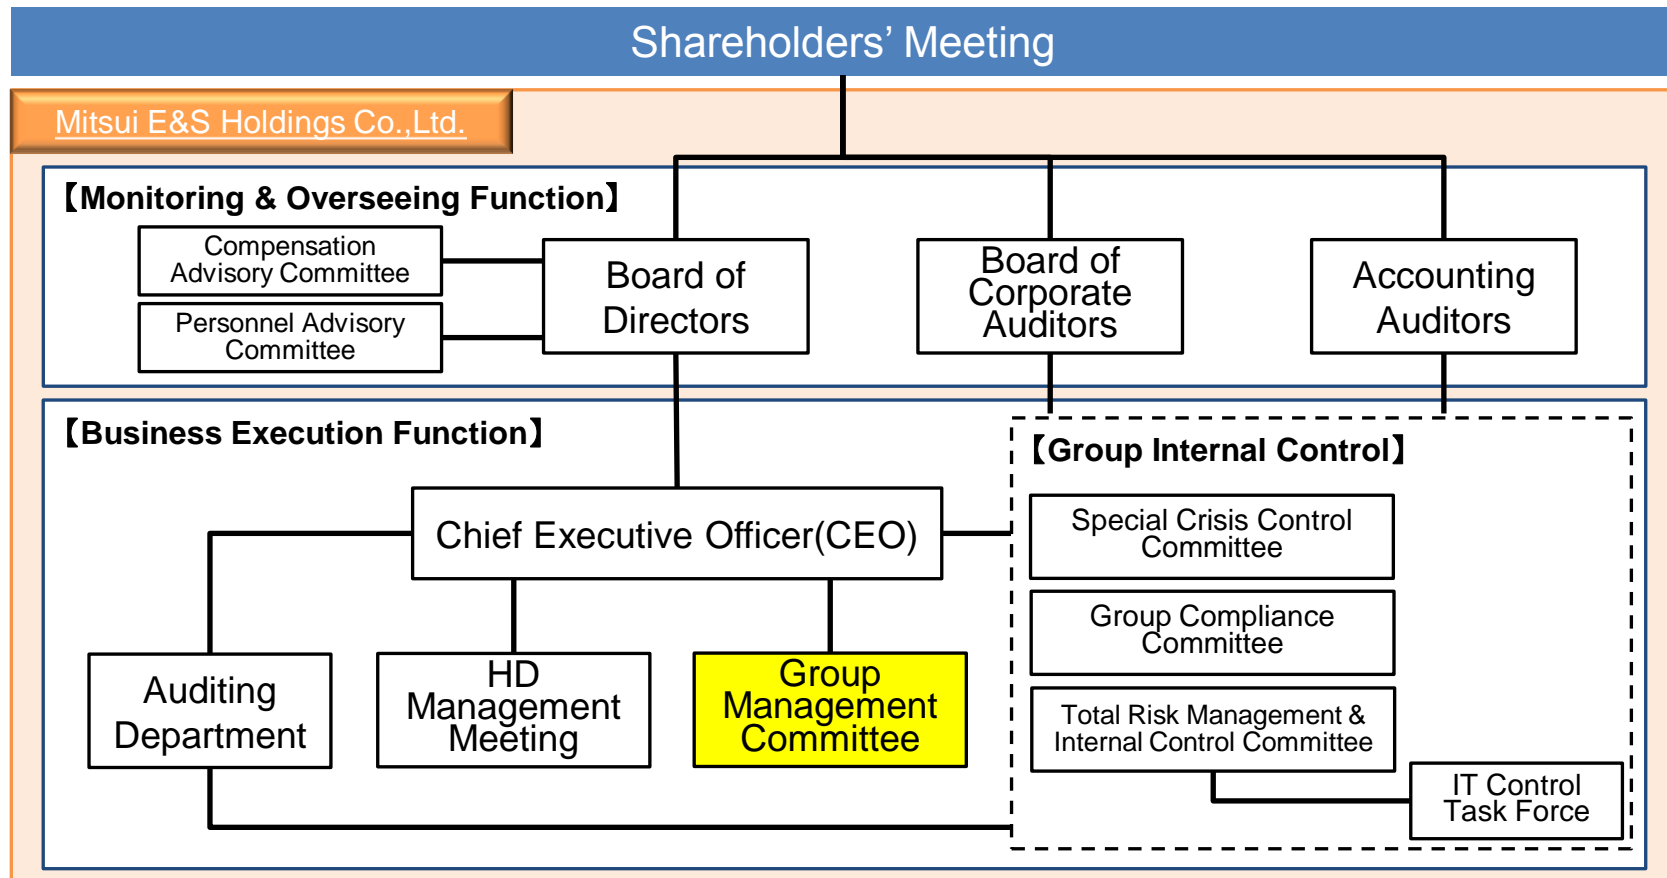 Shareholders’ Meeting
Mitsui E&S Holdings Co.,Ltd.
【Monitoring & Overseeing Function】
Compensation
Advisory Committee
Personnel Advisory
Committee
Board of
Directors
Board of
Corporate
Auditors
Accounting
Auditors
【Business Execution Function】
Chief Executive Officer(CEO)
Auditing
Department
HD
Management
Meeting
Group
Management
Committee
【Group Internal Control】
Special Crisis Control
Committee
Group Compliance
Committee
Total Risk Management &
Internal Control Committee
IT Control
Task Force